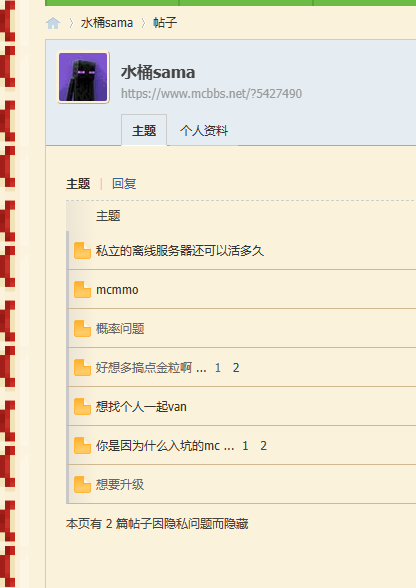 水桶sama 〉 帖子
水桶sama
https://www.mcbbs.net/?5427490
主题 个人资料
主题 | 回复
主题
私立的离线服务器还可以活多久
mcmmo
概率问题
好想多搞点金粒啊 ... 1 2
想找个人一起van
你是因为什么入坑的mc ... 1 2
想要升级
本页有 2 篇帖子因隐私问题而隐藏